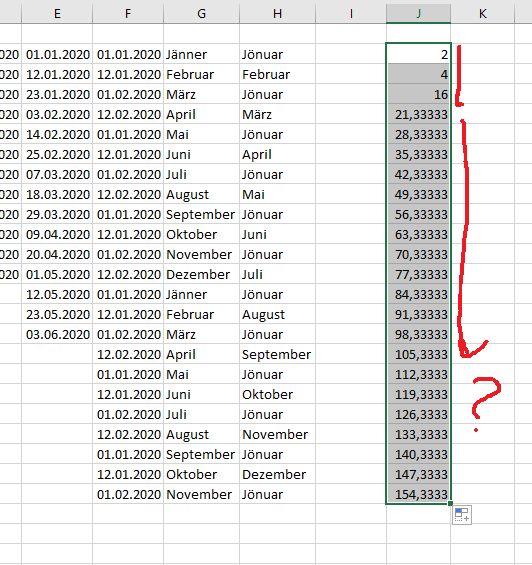 E F G H I J K
020 01.01.2020 01.01.2020 Jänner Jönuar 2
020 12.01.2020 12.01.2020 Februar Februar 4
020 23.01.2020 01.02.2020 März Jönuar 16
020 03.02.2020 12.02.2020 April März 21,33333
020 14.02.2020 01.01.2020 Mai Jönuar 28,33333
020 25.02.2020 12.01.2020 Juni April 35,33333
020 07.03.2020 01.02.2020 Juli Jönuar 42,33333
020 18.03.2020 12.02.2020 August Mai 49,33333
020 29.03.2020 01.01.2020 September Jönuar 56,33333
020 09.04.2020 12.01.2020 Oktober Juni 63,33333
020 20.04.2020 01.02.2020 November Jönuar 70,33333
020 01.05.2020 12.02.2020 Dezember Juli 77,33333
12.05.2020 01.01.2020 Jänner Jönuar 84,33333
23.05.2020 12.01.2020 Februar August 91,33333
03.06.2020 01.02.2020 März Jönuar 98,33333
12.02.2020 April September 105,3333
01.01.2020 Mai Jönuar 112,3333
12.01.2020 Juni Oktober 119,3333
01.02.2020 Juli Jönuar 126,3333
12.02.2020 August November 133,3333
01.01.2020 September Jönuar 140,3333
12.01.2020 Oktober Dezember 147,3333
01.02.2020 November Jönuar 154,3333
?